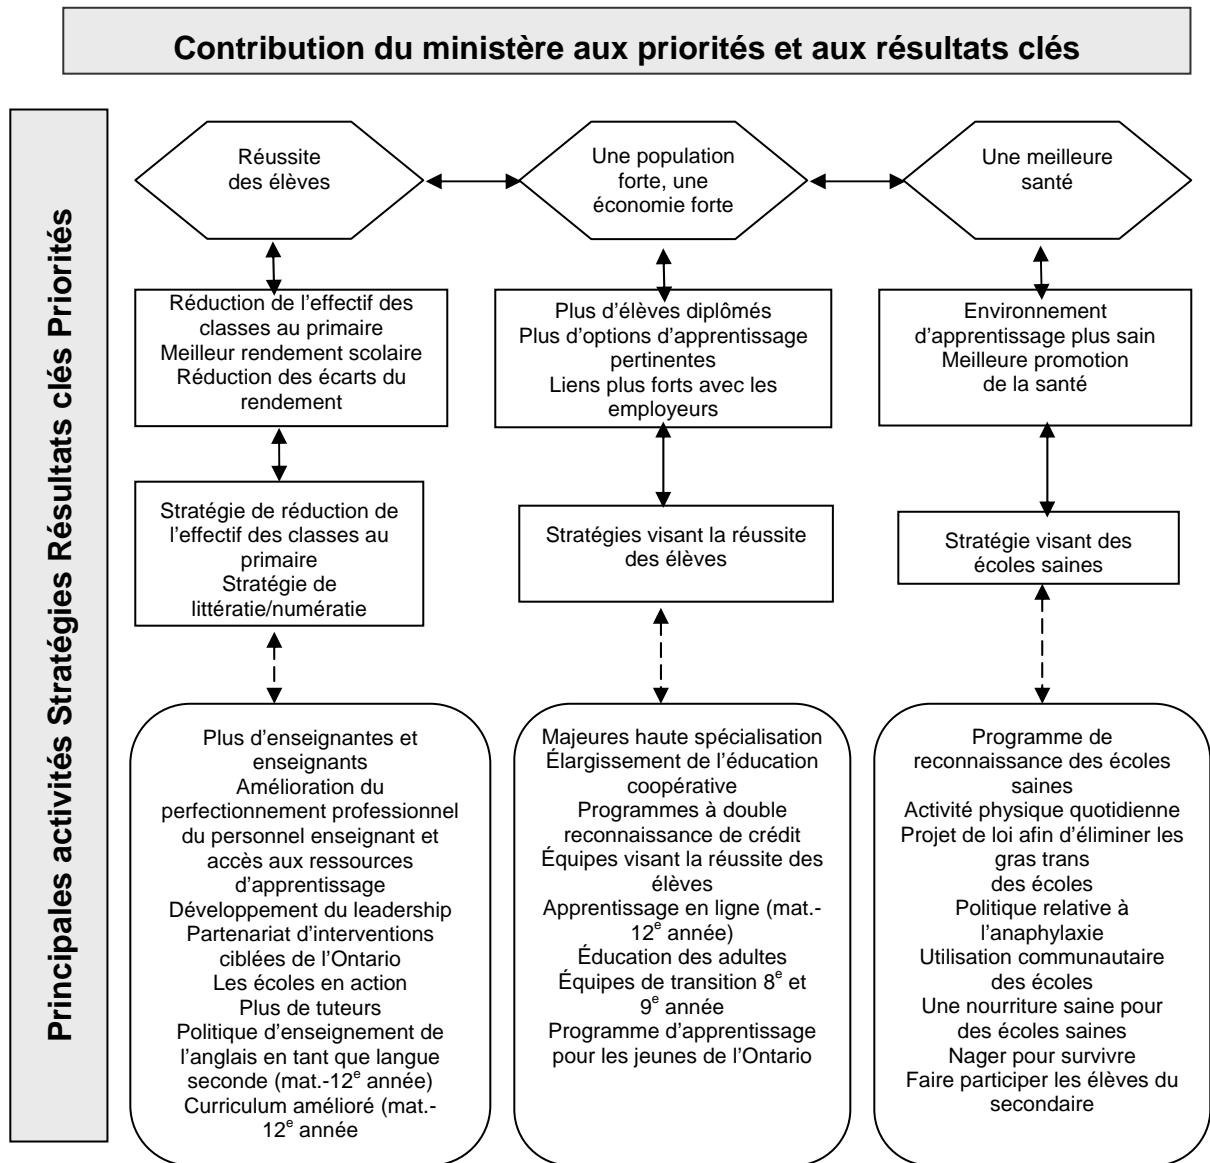 Contribution du ministère aux priorités et aux résultats clés
Principales activités Stratégies Résultats clés Priorités
Réussite
des élèves
Une population
forte, une
économie forte
Une meilleure
santé
Réduction de l'effectif des
classes au primaire
Meilleur rendement scolaire
Réduction des écarts du
rendement
Plus d'élèves diplômés
Plus d'options d'apprentissage
pertinentes
Liens plus forts avec les
employeurs
Environnement
d'apprentissage plus sain
Meilleure promotion
de la santé
Stratégie de réduction de
l'effectif des classes au
primaire
Stratégie de
littératie/numératie
Stratégies visant la réussite
des élèves
Stratégie visant des
écoles saines
Plus d'enseignantes et
enseignants
Amélioration du
perfectionnement professionnel
du personnel enseignant et
accès aux ressources
d'apprentissage
Développement du leadership
Partenariat d'interventions
ciblées de l'Ontario
Les écoles en action
Plus de tuteurs
Politique d'enseignement de
l'anglais en tant que langue
seconde (mat.-12e année)
Curriculum amélioré (mat.-
12e année
Majeures haute spécialisation
Élargissement de l'éducation
coopérative
Programmes à double
reconnaissance de crédit
Équipes visant la réussite des
élèves
Apprentissage en ligne (mat.-
12e année)
Éducation des adultes
Équipes de transition 8e et
9e année
Programme d'apprentissage
pour les jeunes de l'Ontario
Programme de
reconnaissance des écoles
saines
Activité physique quotidienne
Projet de loi afin d'éliminer les
gras trans
des écoles
Politique relative à
l'anaphylaxie
Utilisation communautaire
des écoles
Une nourriture saine pour
des écoles saines
Nager pour survivre
Faire participer les élèves du
secondaire